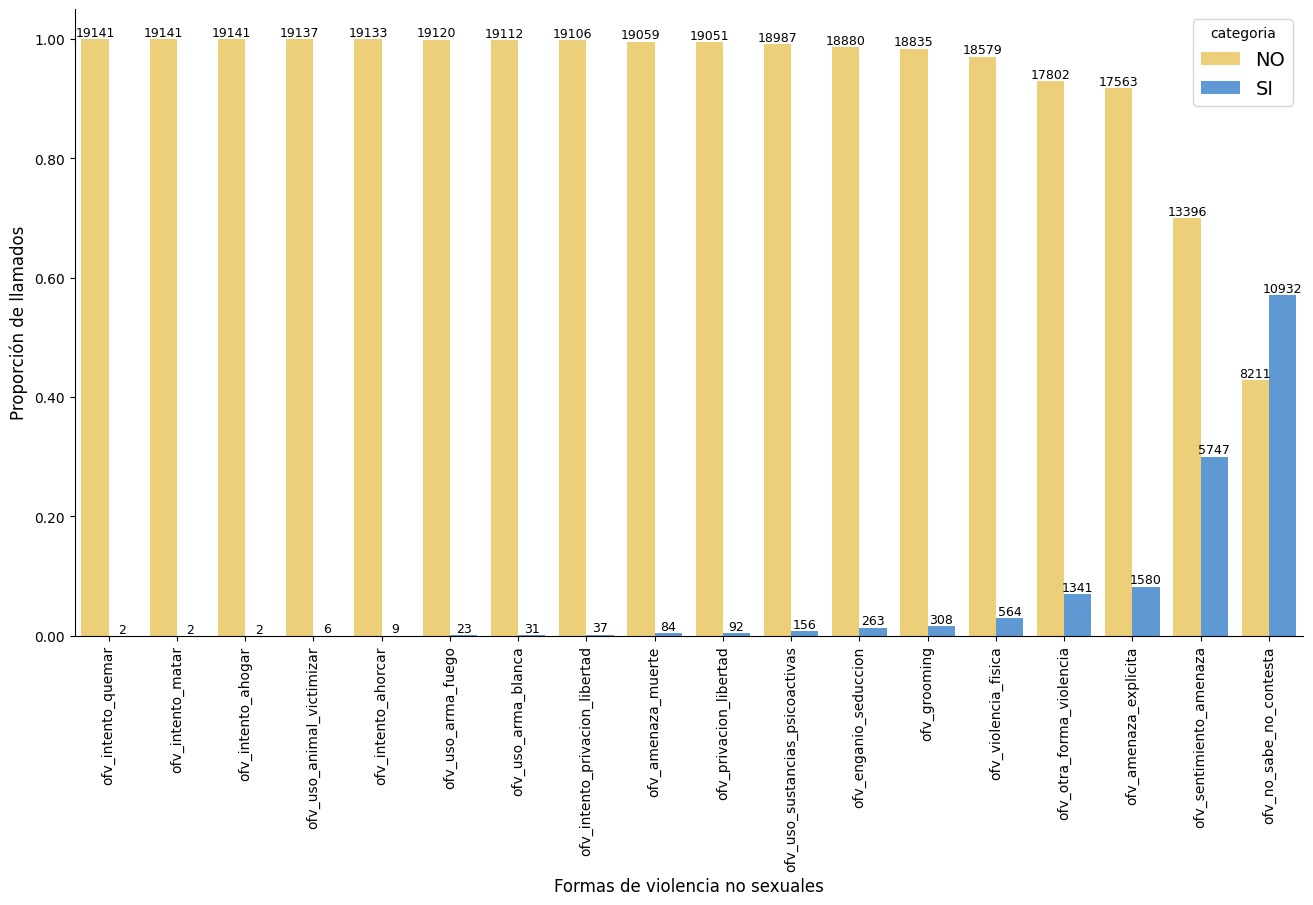 19141 19141 19141 19137 19133 19120 19112 19106 19059 19051 18987 18880 18835 18579 17802 17563 13396 8211
2 2 2 6 9 23 31 37 84 92 156 263 308 564 1341 1580 5747 10932
categoria
NO
SI
1.00
0.80
0.60
0.40
0.20
0.00
Proporción de llamados
ofv_intento_quemar
ofv_intento_matar
ofv_intento_ahogar
ofv_uso_animal_victimizar
ofv_intento_ahorcar
ofv_uso_arma_fuego
ofv_uso_arma_blanca
ofv_intento_privacion_libertad
ofv_amenaza_muerte
ofv_privacion_libertad
ofv_uso_sustancias_psicoactivas
ofv_enganio_seduccion
ofv_grooming
ofv_violencia_fisica
ofv_otra_forma_violencia
ofv_amenaza_explicita
ofv_sentimiento_amenaza
ofv_no_sabe_no_contesta
Formas de violencia no sexuales